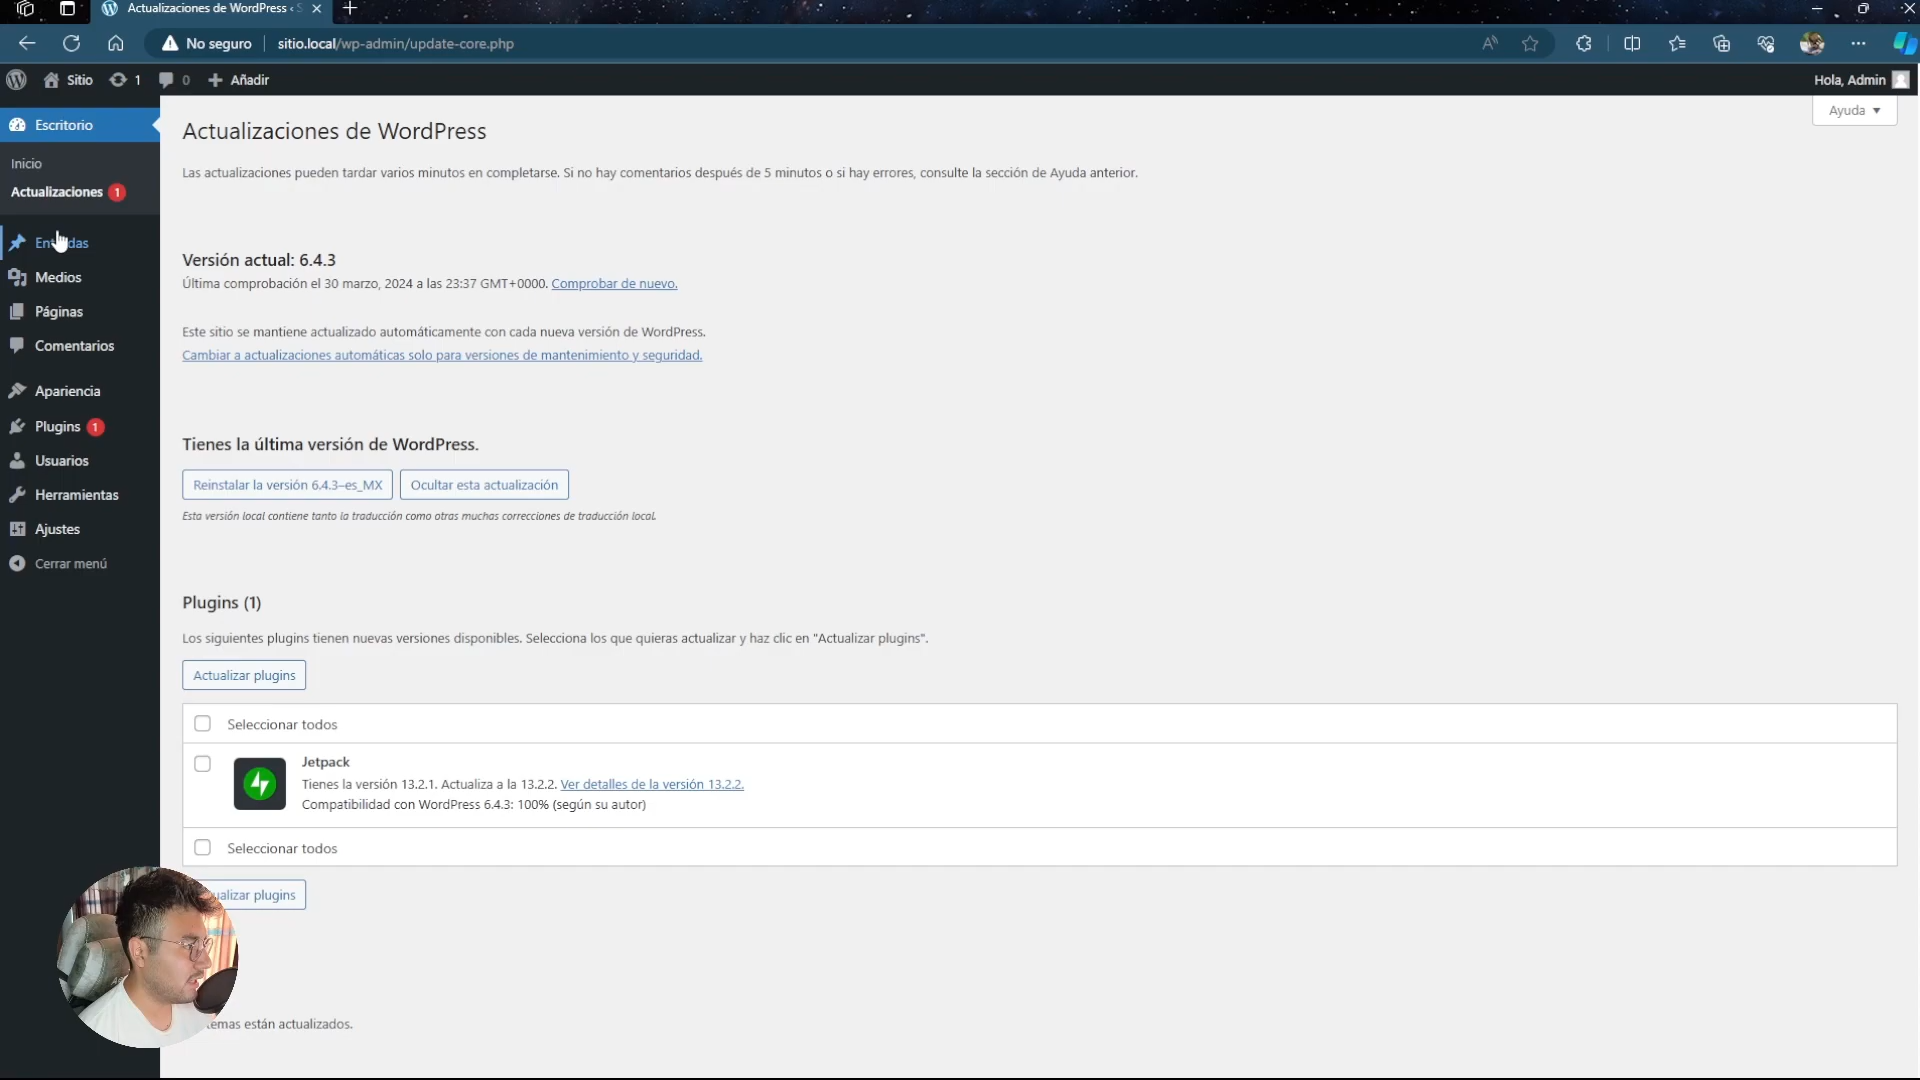 Actualizaciones de WordPress ‹ S
No seguro
sitio.local/wp-admin/update-core.php
Sitio
1
0
Añadir
Hola, Admin
Escritorio
Inicio
Actualizaciones 1
Entradas
Medios
Páginas
Comentarios
Apariencia
Plugins 1
Usuarios
Herramientas
Ajustes
Cerrar menú
Ayuda
Actualizaciones de WordPress
Las actualizaciones pueden tardar varios minutos en completarse. Si no hay comentarios después de 5 minutos o si hay errores, consulte la sección de Ayuda anterior.
Versión actual: 6.4.3
Última comprobación el 30 marzo, 2024 a las 23:37 GMT+0000. Comprobar de nuevo.
Este sitio se mantiene actualizado automáticamente con cada nueva versión de WordPress.
Cambiar a actualizaciones automáticas solo para versiones de mantenimiento y seguridad.
Tienes la última versión de WordPress.
Reinstalar la versión 6.4.3–es_MX
Ocultar esta actualización
Esta versión local contiene tanto la traducción como otras muchas correcciones de traducción local.
Plugins (1)
Los siguientes plugins tienen nuevas versiones disponibles. Selecciona los que quieras actualizar y haz clic en "Actualizar plugins".
Actualizar plugins
Seleccionar todos
Jetpack
Tienes la versión 13.2.1. Actualiza a la 13.2.2. Ver detalles de la versión 13.2.2.
Compatibilidad con WordPress 6.4.3: 100% (según su autor)
Seleccionar todos
ualizar plugins
temas están actualizados.